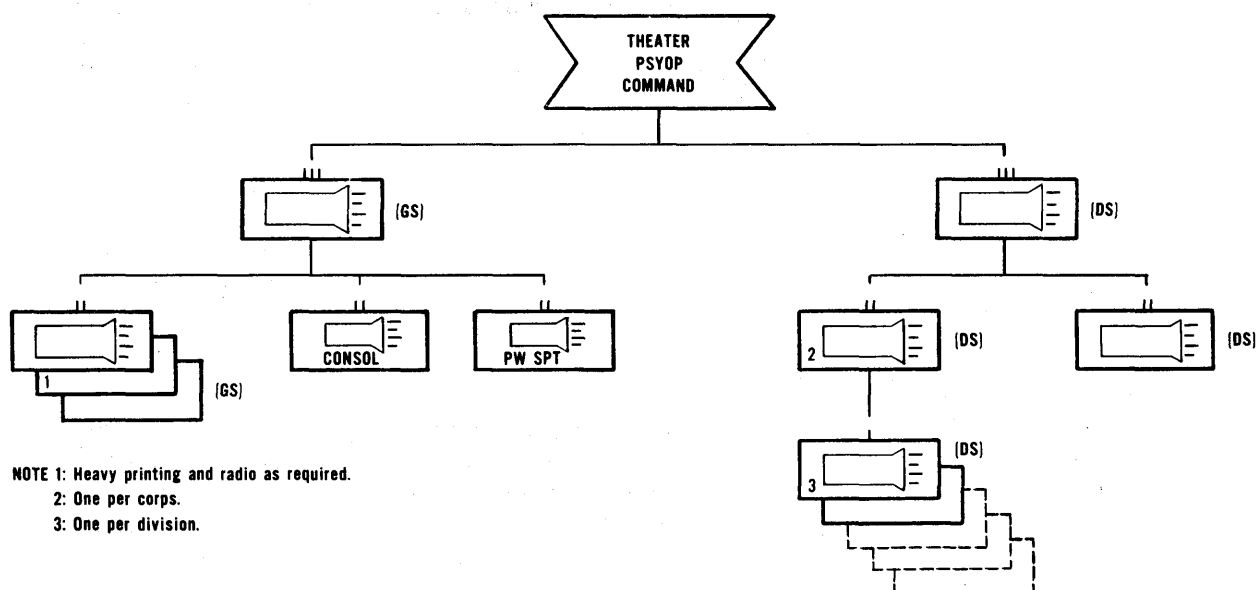 THEATER
PSYOP
COMMAND
(GS)
(DS)
1
(GS)
CONSOL
PW SPT
2
(DS)
(DS)
3
(DS)
NOTE 1: Heavy printing and radio as required.
2: One per corps.
3: One per division.